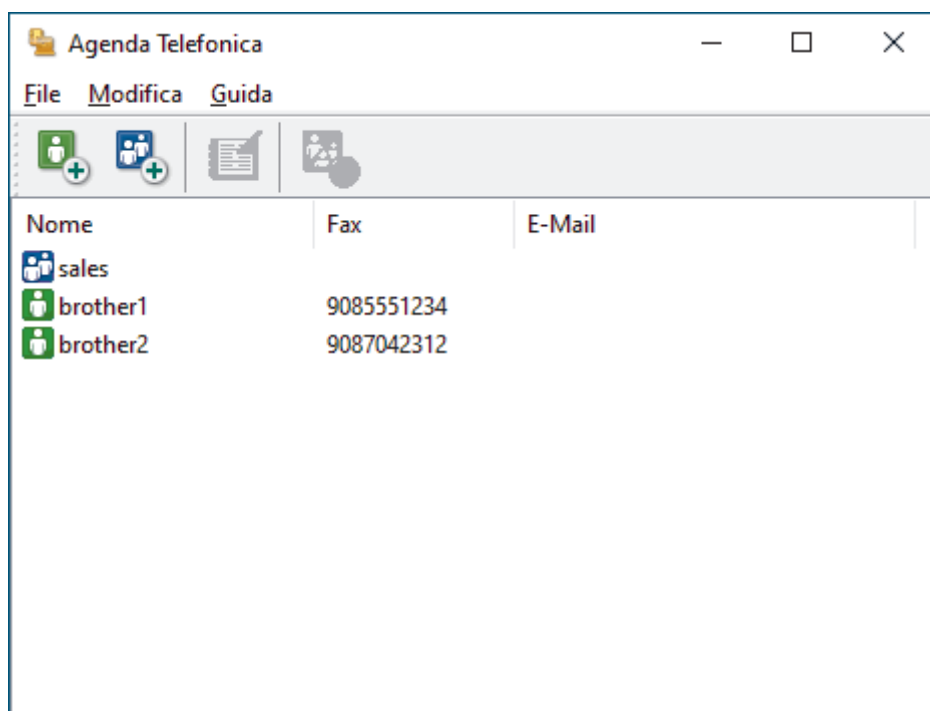 Agenda Telefonica
File Modifica Guida
Nome Fax E-Mail
sales
brother1 9085551234
brother2 9087042312